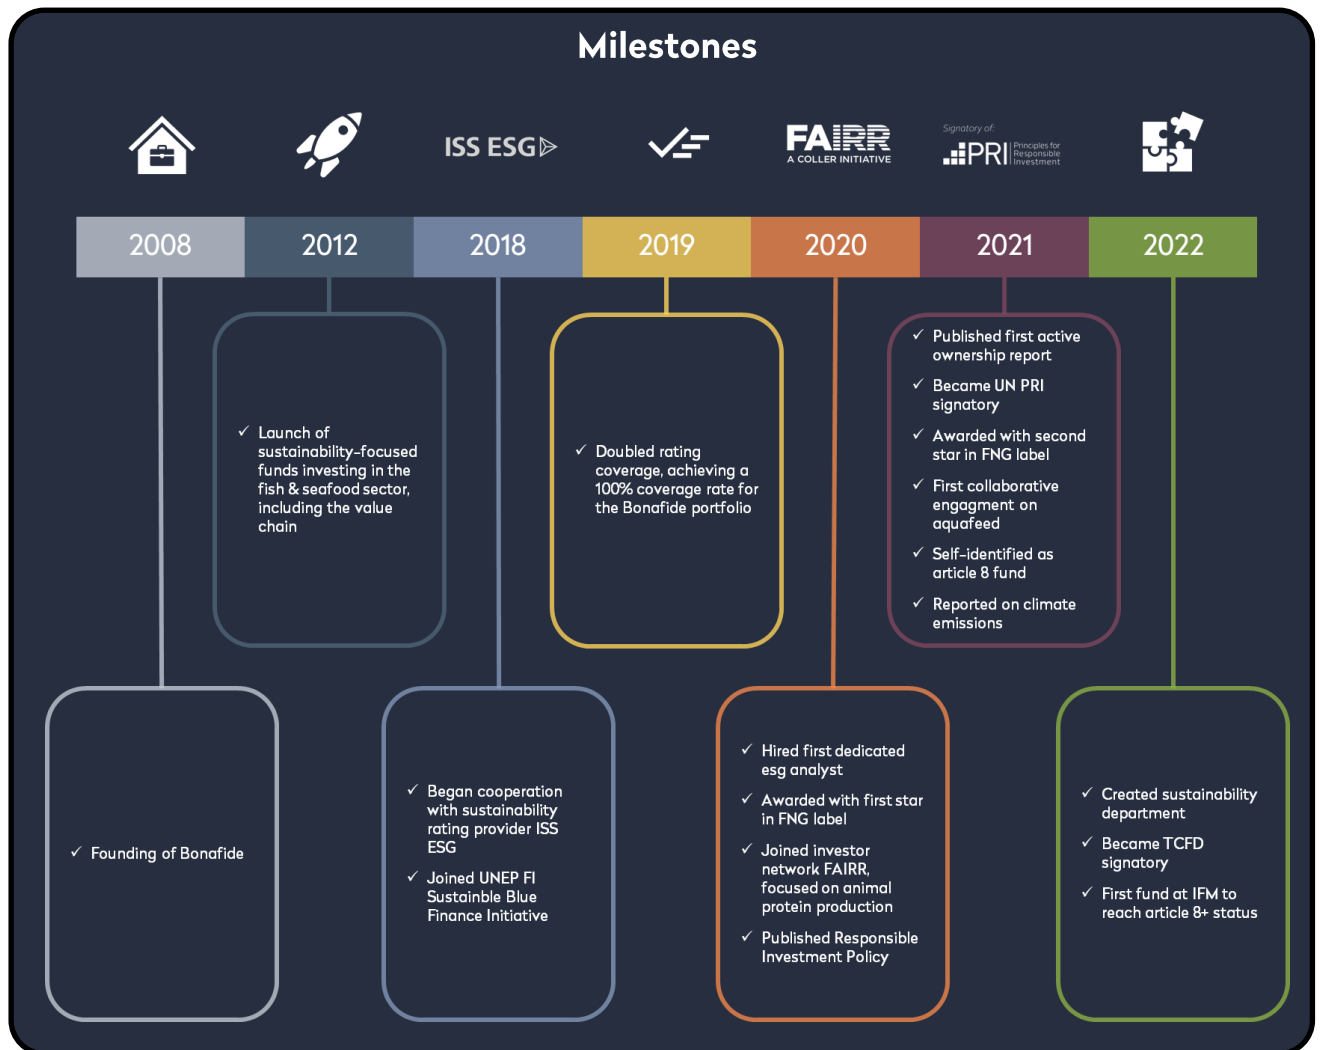 Milestones
ISS ESG
FAIRR
A COLLER INITIATIVE
Signatory of:
PRI Principles for
Responsible
Investment
2008
2012
2018
2019
2020
2021
2022
✓ Founding of Bonafide
✓ Launch of
sustainability-focused
funds investing in the
fish & seafood sector,
including the value
chain
✓ Began cooperation
with sustainability
rating provider ISS
ESG
✓ Joined UNEP FI
Sustainble Blue
Finance Initiative
✓ Doubled rating
coverage, achieving a
100% coverage rate for
the Bonafide portfolio
✓ Hired first dedicated
esg analyst
✓ Awarded with first star
in FNG label
✓ Joined investor
network FAIRR,
focused on animal
protein production
✓ Published Responsible
Investment Policy
✓ Published first active
ownership report
✓ Became UN PRI
signatory
✓ Awarded with second
star in FNG label
✓ First collaborative
engagment on
aquafeed
✓ Self-identified as
article 8 fund
✓ Reported on climate
emissions
✓ Created sustainability
department
✓ Became TCFD
signatory
✓ First fund at IFM to
reach article 8+ status